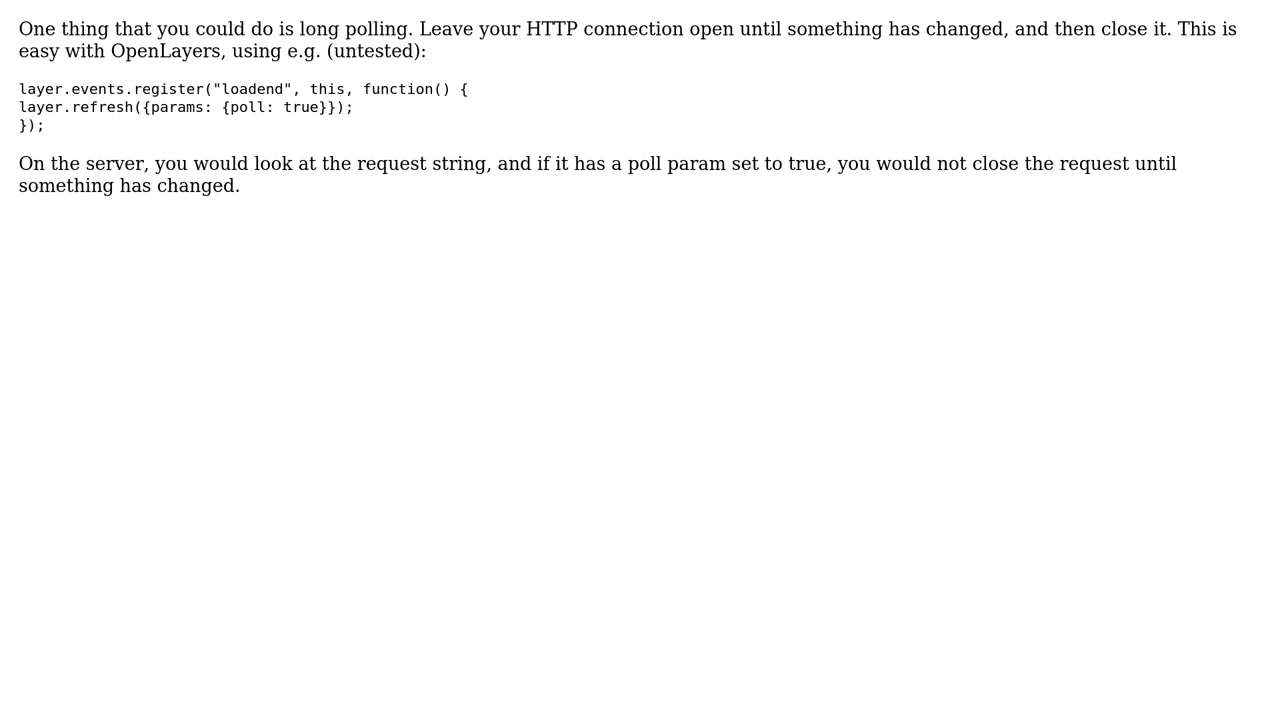 One thing that you could do is long polling. Leave your HTTP connection open until something has changed, and then close it. This is
easy with OpenLayers, using e.g. (untested):
layer.events.register("loadend", this, function() {
layer.refresh({params: {poll: true}});
});
On the server, you would look at the request string, and if it has a poll param set to true, you would not close the request until
something has changed.